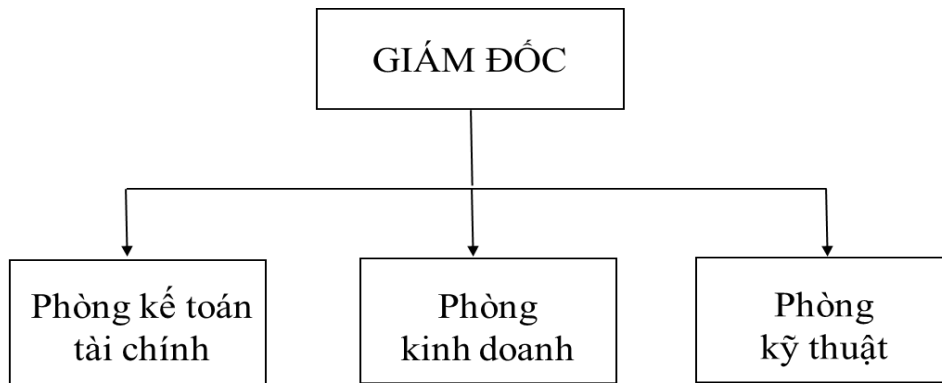 GIÁM ĐỐC
Phòng kế toán
tài chính
Phòng
kinh doanh
Phòng
kỹ thuật